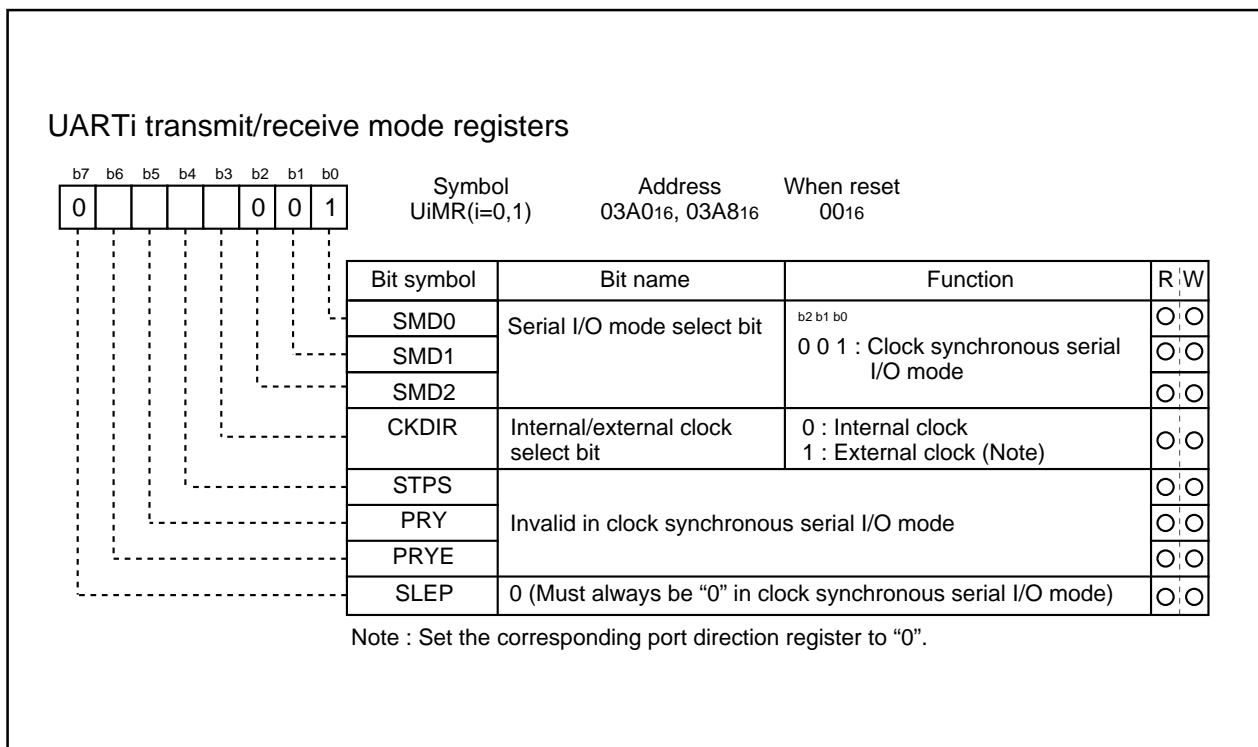 UARTi transmit/receive mode registers
b7 b6 b5 b4 b3 b2 b1 b0
0 0 0 1
Symbol Address When reset
UiMR(i=0,1) 03A016, 03A816 0016
Bit symbol Bit name Function R W
SMD0 Serial I/O mode select bit b2 b1 b0
SMD1 0 0 1 : Clock synchronous serial
I/O mode
SMD2
CKDIR Internal/external clock 0 : Internal clock
select bit 1 : External clock (Note)
STPS
PRY Invalid in clock synchronous serial I/O mode
PRYE
SLEP 0 (Must always be “0” in clock synchronous serial I/O mode)
Note : Set the corresponding port direction register to “0”.